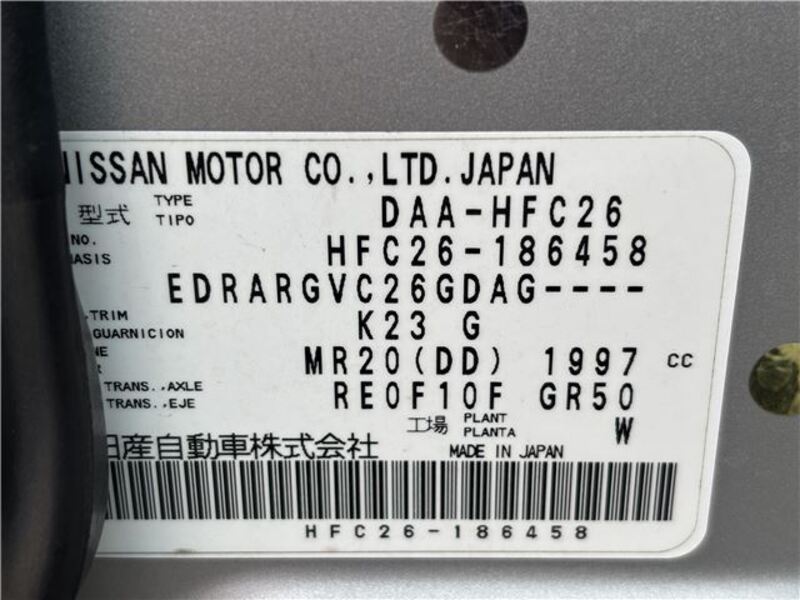 NISSAN MOTOR CO.,LTD.JAPAN
型式 TYPE TIPO DAA-HFC26
NO. HFC26-186458
EDRARGVC26GDAG----
TRIM K23 G
GUARNICION
MR20(DD) 1997 CC
TRANS.,AXLE RE0F10F GR50
TRANS.,EJE
工場 PLANT PLANTA W
日産自動車株式会社 MADE IN JAPAN
HFC26-186458